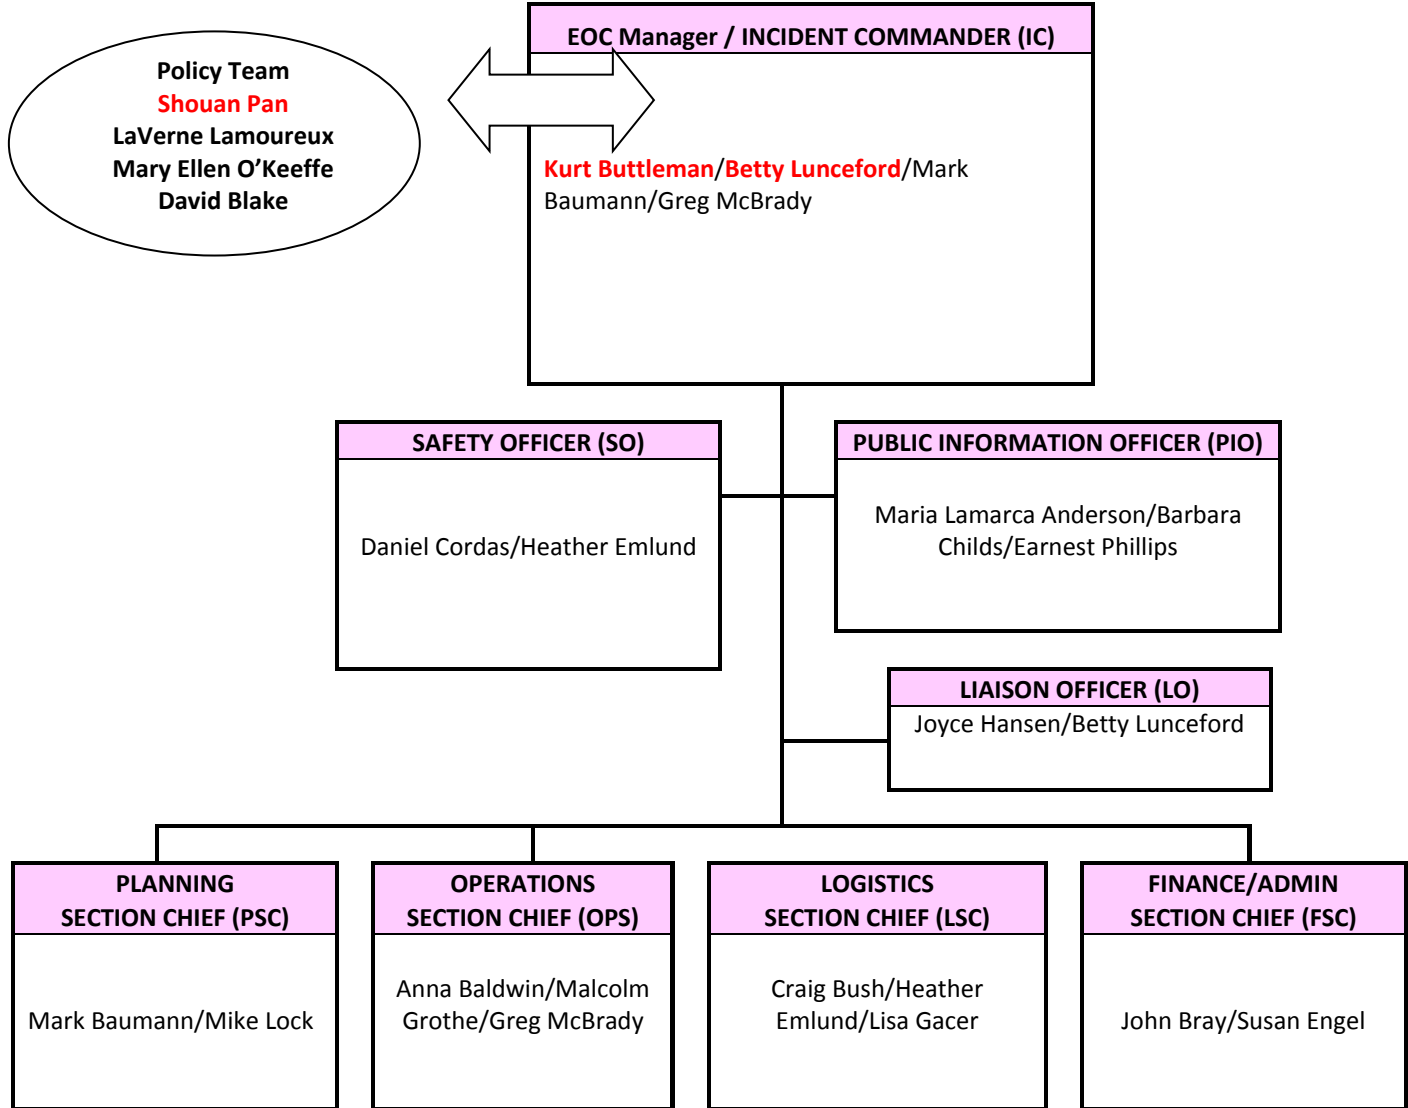 EOC Manager / INCIDENT COMMANDER (IC)
Policy Team
Shouan Pan
LaVerne Lamoureux
Mary Ellen O’Keeffe
David Blake
Kurt Buttleman/Betty Lunceford/Mark
Baumann/Greg McBrady
SAFETY OFFICER (SO)
Daniel Cordas/Heather Emlund
PUBLIC INFORMATION OFFICER (PIO)
Maria Lamarca Anderson/Barbara
Childs/Earnest Phillips
LIAISON OFFICER (LO)
Joyce Hansen/Betty Lunceford
PLANNING
SECTION CHIEF (PSC)
Mark Baumann/Mike Lock
OPERATIONS
SECTION CHIEF (OPS)
Anna Baldwin/Malcolm
Grothe/Greg McBrady
LOGISTICS
SECTION CHIEF (LSC)
Craig Bush/Heather
Emlund/Lisa Gacer
FINANCE/ADMIN
SECTION CHIEF (FSC)
John Bray/Susan Engel